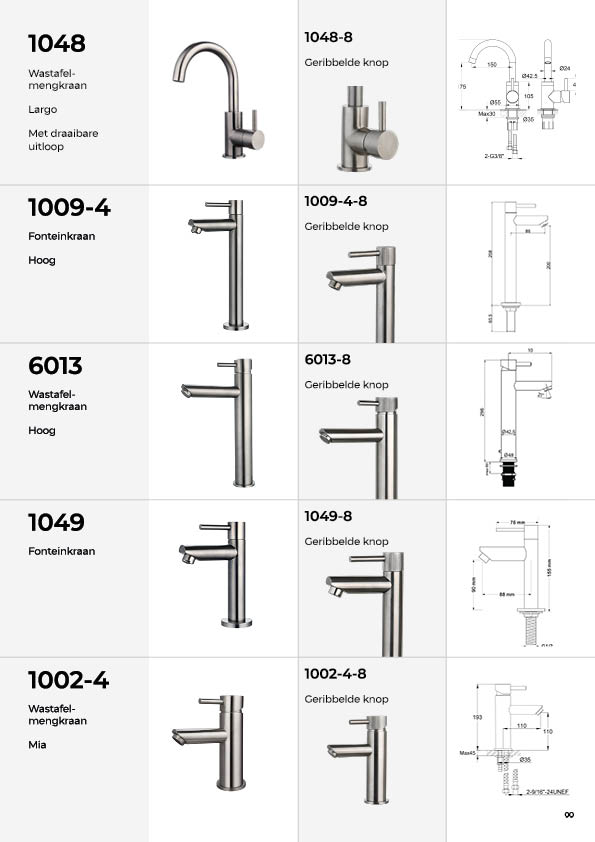 1048
Wastafel-
mengkraan
Largo
Met draaibare
uitloop
1048-8
Geribbelde knop
150
Ø24
Ø42.5
75
105
Ø55
Max30
Ø35
2-G3/8"
1009-4
Fonteinkraan
Hoog
1009-4-8
Geribbelde knop
85
258
200
6013
Wastafel-
mengkraan
Hoog
6013-8
Geribbelde knop
298
Ø42,5
Ø48
1049
Fonteinkraan
1049-8
Geribbelde knop
75 mm
155 mm
90 mm
88 mm
1002-4
Wastafel-
mengkraan
Mia
1002-4-8
Geribbelde knop
193
110
110
Max45
Ø35
2-9/16"-24UNEF